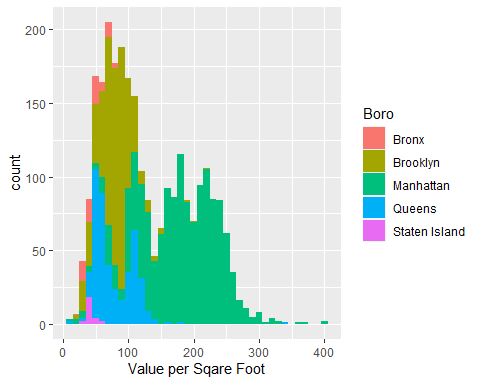 200
150
100
50
0
count
0 100 200 300 400
Value per Sqare Foot
Boro
Bronx
Brooklyn
Manhattan
Queens
Staten Island